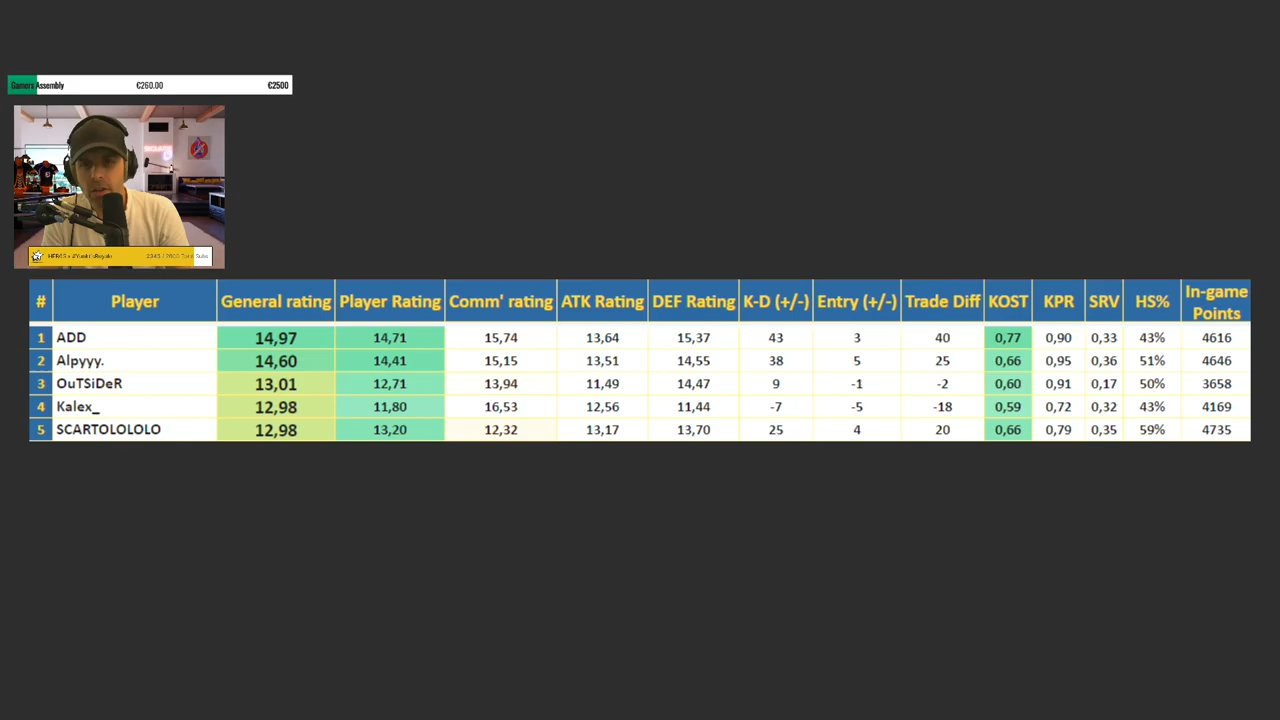 Gamers Assembly €260.00 €2500
# Player General rating Player Rating Comm' rating ATK Rating DEF Rating K-D (+/-) Entry (+/-) Trade Diff KOST KPR SRV HS% In-game Points
1 ADD 14,97 14,71 15,74 13,64 15,37 43 3 40 0,77 0,90 0,33 43% 4616
2 Alpyyy. 14,60 14,41 15,15 13,51 14,55 38 5 25 0,66 0,95 0,36 51% 4646
3 OuTSiDeR 13,01 12,71 13,94 11,49 14,47 9 -1 -2 0,60 0,91 0,17 50% 3658
4 Kalex_ 12,98 11,80 16,53 12,56 11,44 -7 -5 -18 0,59 0,72 0,32 43% 4169
5 SCARTOLOLOLO 12,98 13,20 12,32 13,17 13,70 25 4 20 0,66 0,79 0,35 59% 4735